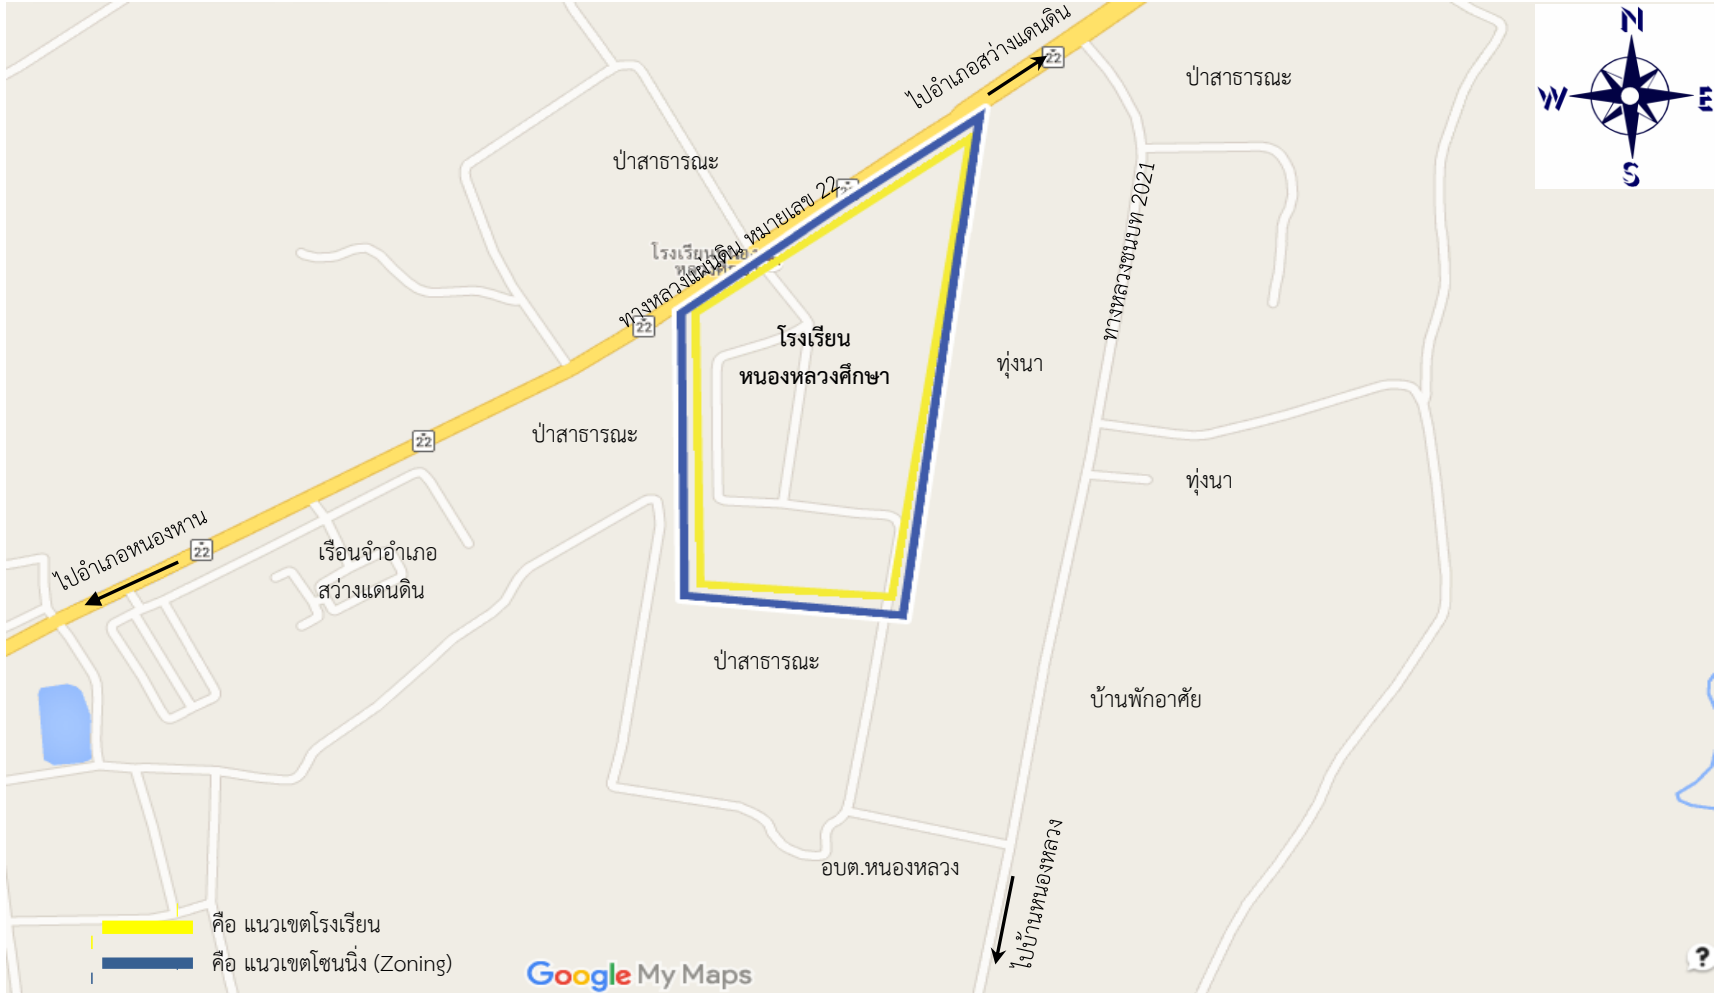 N
ไปอำเภอสว่างแดนดิน
22
ป่าสาธารณะ
W
E
S
ป่าสาธารณะ
ทางหลวงแผ่นดิน หมายเลข 22
ทางหลวงชนบท 2021
22
โรงเรียน
หนองหลวงศึกษา
ทุ่งนา
ป่าสาธารณะ
22
ทุ่งนา
ไปอำเภอหนองหาน
22
เรือนจำอำเภอ
สว่างแดนดิน
ป่าสาธารณะ
บ้านพักอาศัย
อบต.หนองหลวง
ไปบ้านหนองหลวง
คือ แนวเขตโรงเรียน
คือ แนวเขตโซนนิ่ง (Zoning)
Google My Maps
?